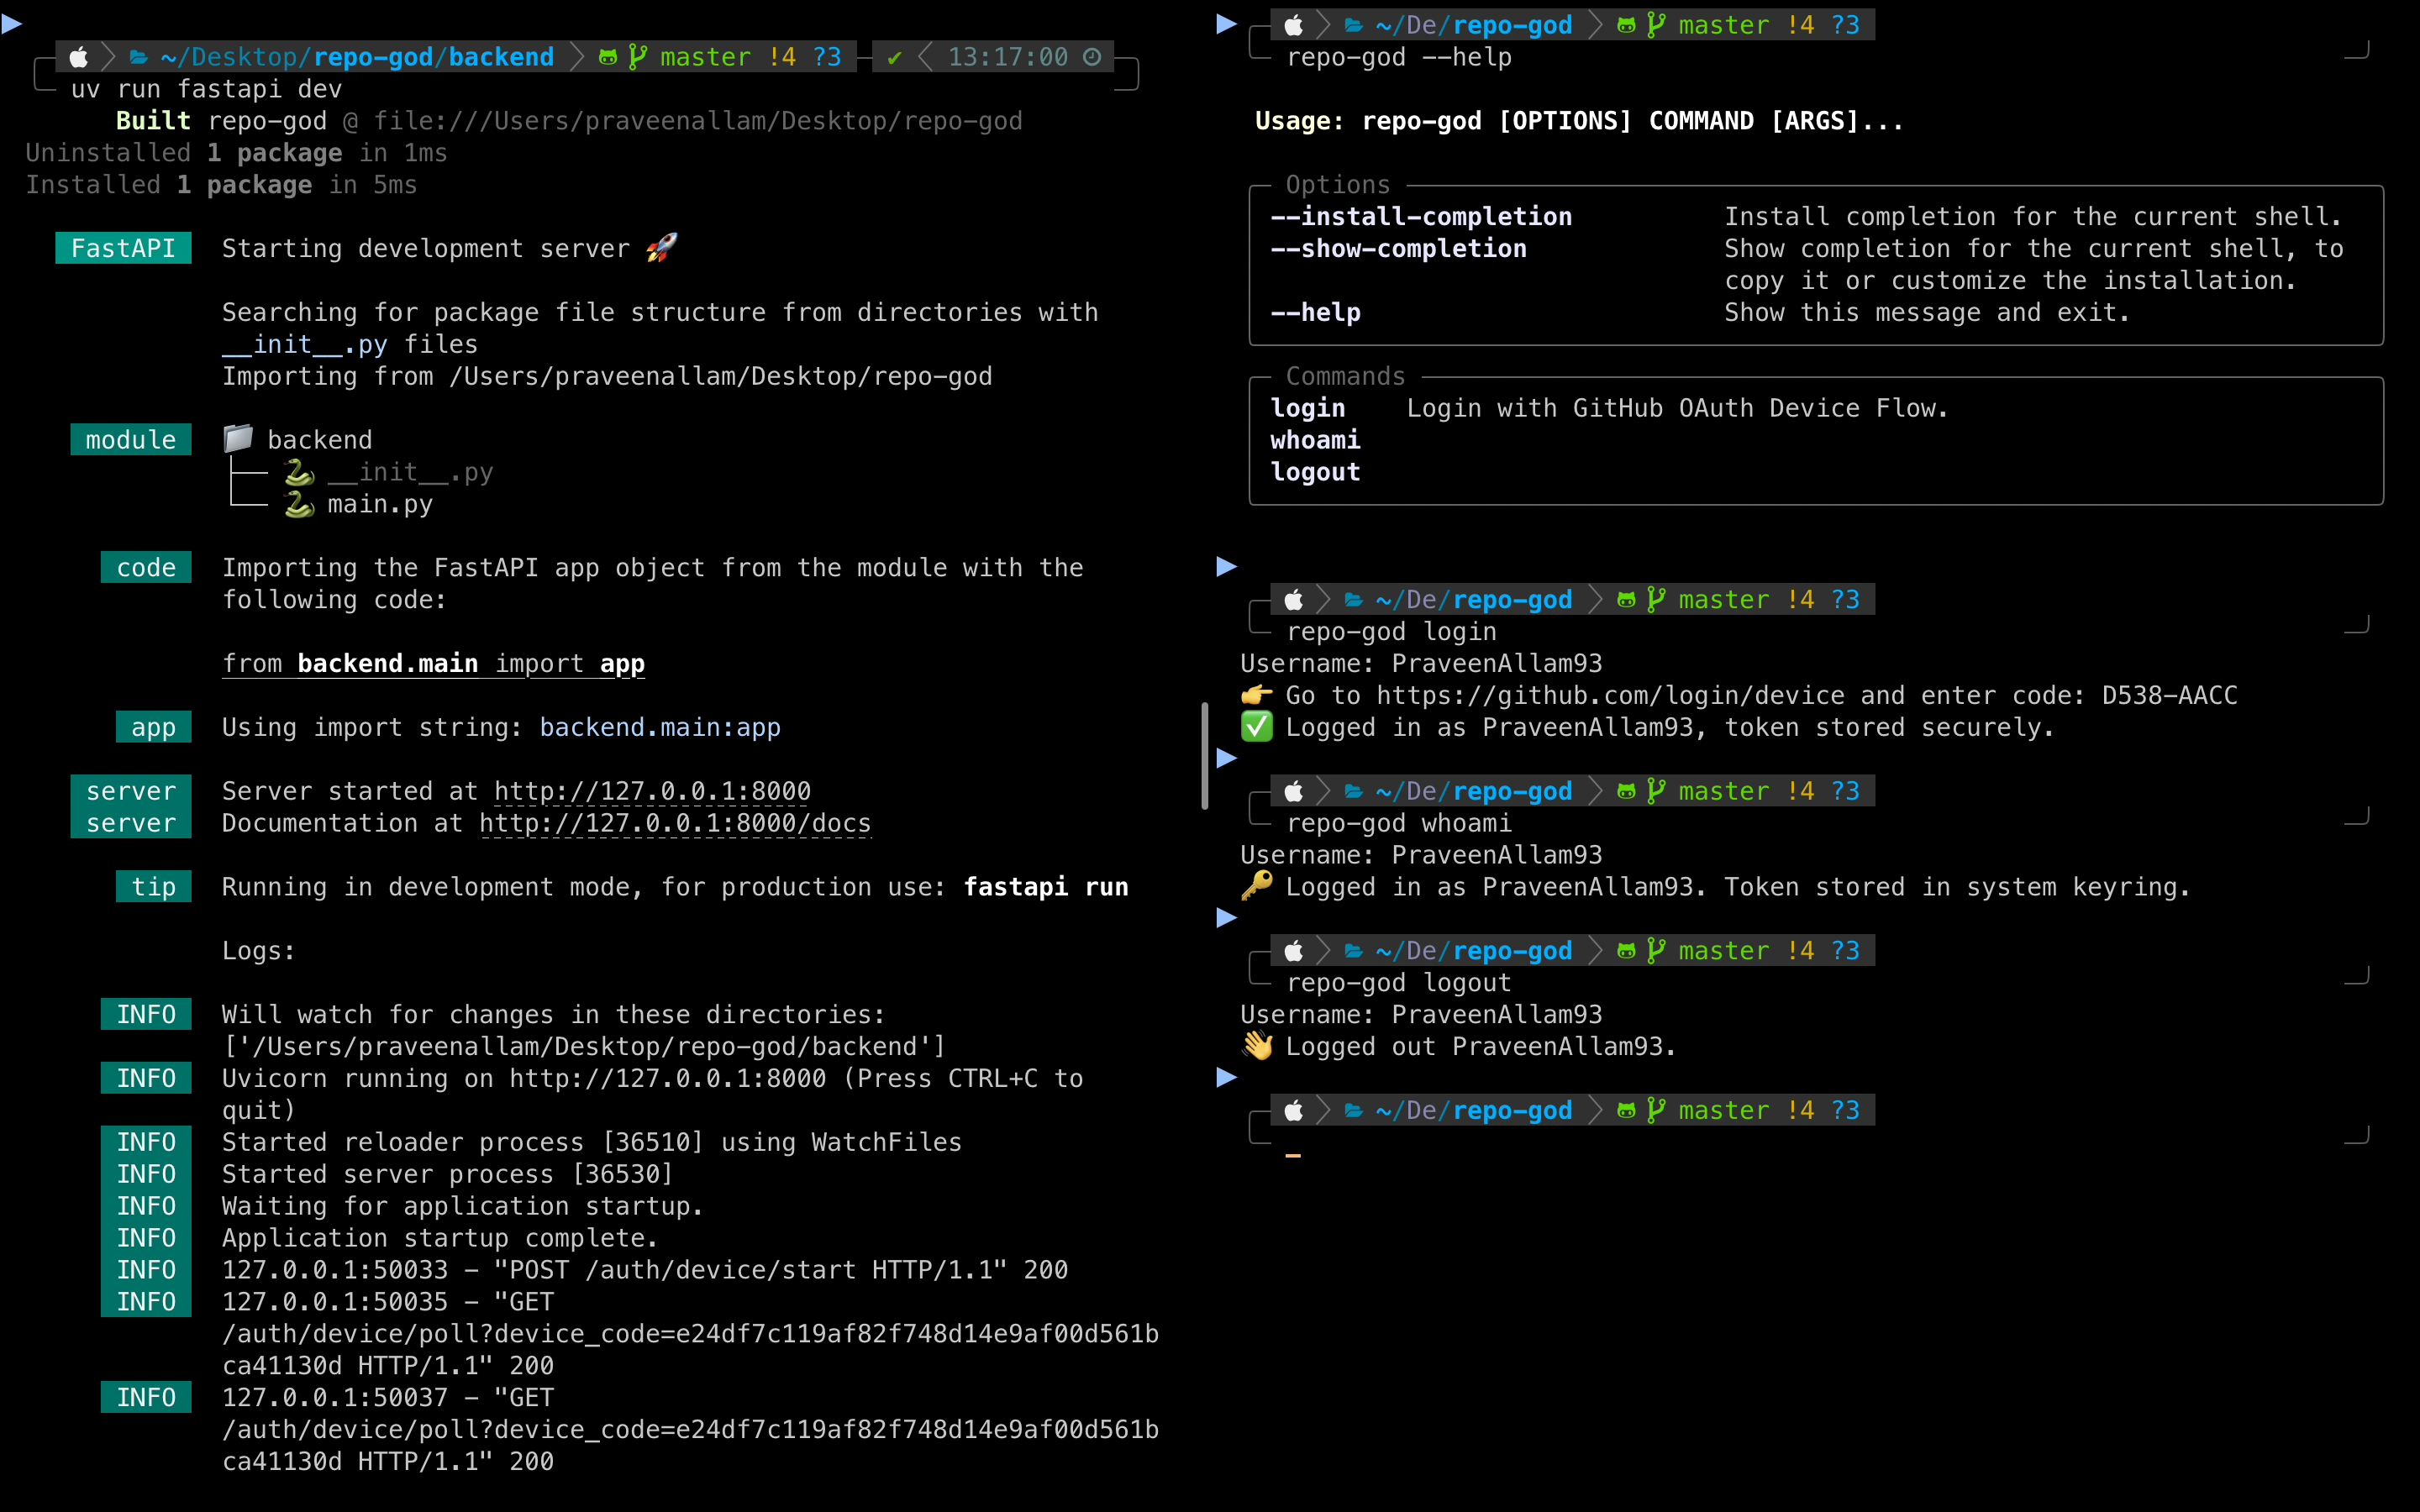 ~/Desktop/repo-god/backend master !4 ?3 ✔ 13:17:00
uv run fastapi dev
Built repo-god @ file:///Users/praveenallam/Desktop/repo-god
Uninstalled 1 package in 1ms
Installed 1 package in 5ms
FastAPI Starting development server 🚀
Searching for package file structure from directories with
__init__.py files
Importing from /Users/praveenallam/Desktop/repo-god
module 📁 backend
├── 🐍 __init__.py
└── 🐍 main.py
code Importing the FastAPI app object from the module with the
following code:
from backend.main import app
app Using import string: backend.main:app
server Server started at http://127.0.0.1:8000
server Documentation at http://127.0.0.1:8000/docs
tip Running in development mode, for production use: fastapi run
Logs:
INFO Will watch for changes in these directories:
['/Users/praveenallam/Desktop/repo-god/backend']
INFO Uvicorn running on http://127.0.0.1:8000 (Press CTRL+C to
quit)
INFO Started reloader process [36510] using WatchFiles
INFO Started server process [36530]
INFO Waiting for application startup.
INFO Application startup complete.
INFO 127.0.0.1:50033 - "POST /auth/device/start HTTP/1.1" 200
INFO 127.0.0.1:50035 - "GET
/auth/device/poll?device_code=e24df7c119af82f748d14e9af00d561b
ca41130d HTTP/1.1" 200
INFO 127.0.0.1:50037 - "GET
/auth/device/poll?device_code=e24df7c119af82f748d14e9af00d561b
ca41130d HTTP/1.1" 200
~/De/repo-god master !4 ?3
repo-god --help
Usage: repo-god [OPTIONS] COMMAND [ARGS]...
Options
--install-completion Install completion for the current shell.
--show-completion Show completion for the current shell, to
copy it or customize the installation.
--help Show this message and exit.
Commands
login Login with GitHub OAuth Device Flow.
whoami
logout
~/De/repo-god master !4 ?3
repo-god login
Username: PraveenAllam93
👉 Go to https://github.com/login/device and enter code: D538-AACC
✅ Logged in as PraveenAllam93, token stored securely.
~/De/repo-god master !4 ?3
repo-god whoami
Username: PraveenAllam93
🔑 Logged in as PraveenAllam93. Token stored in system keyring.
~/De/repo-god master !4 ?3
repo-god logout
Username: PraveenAllam93
👋 Logged out PraveenAllam93.
~/De/repo-god master !4 ?3